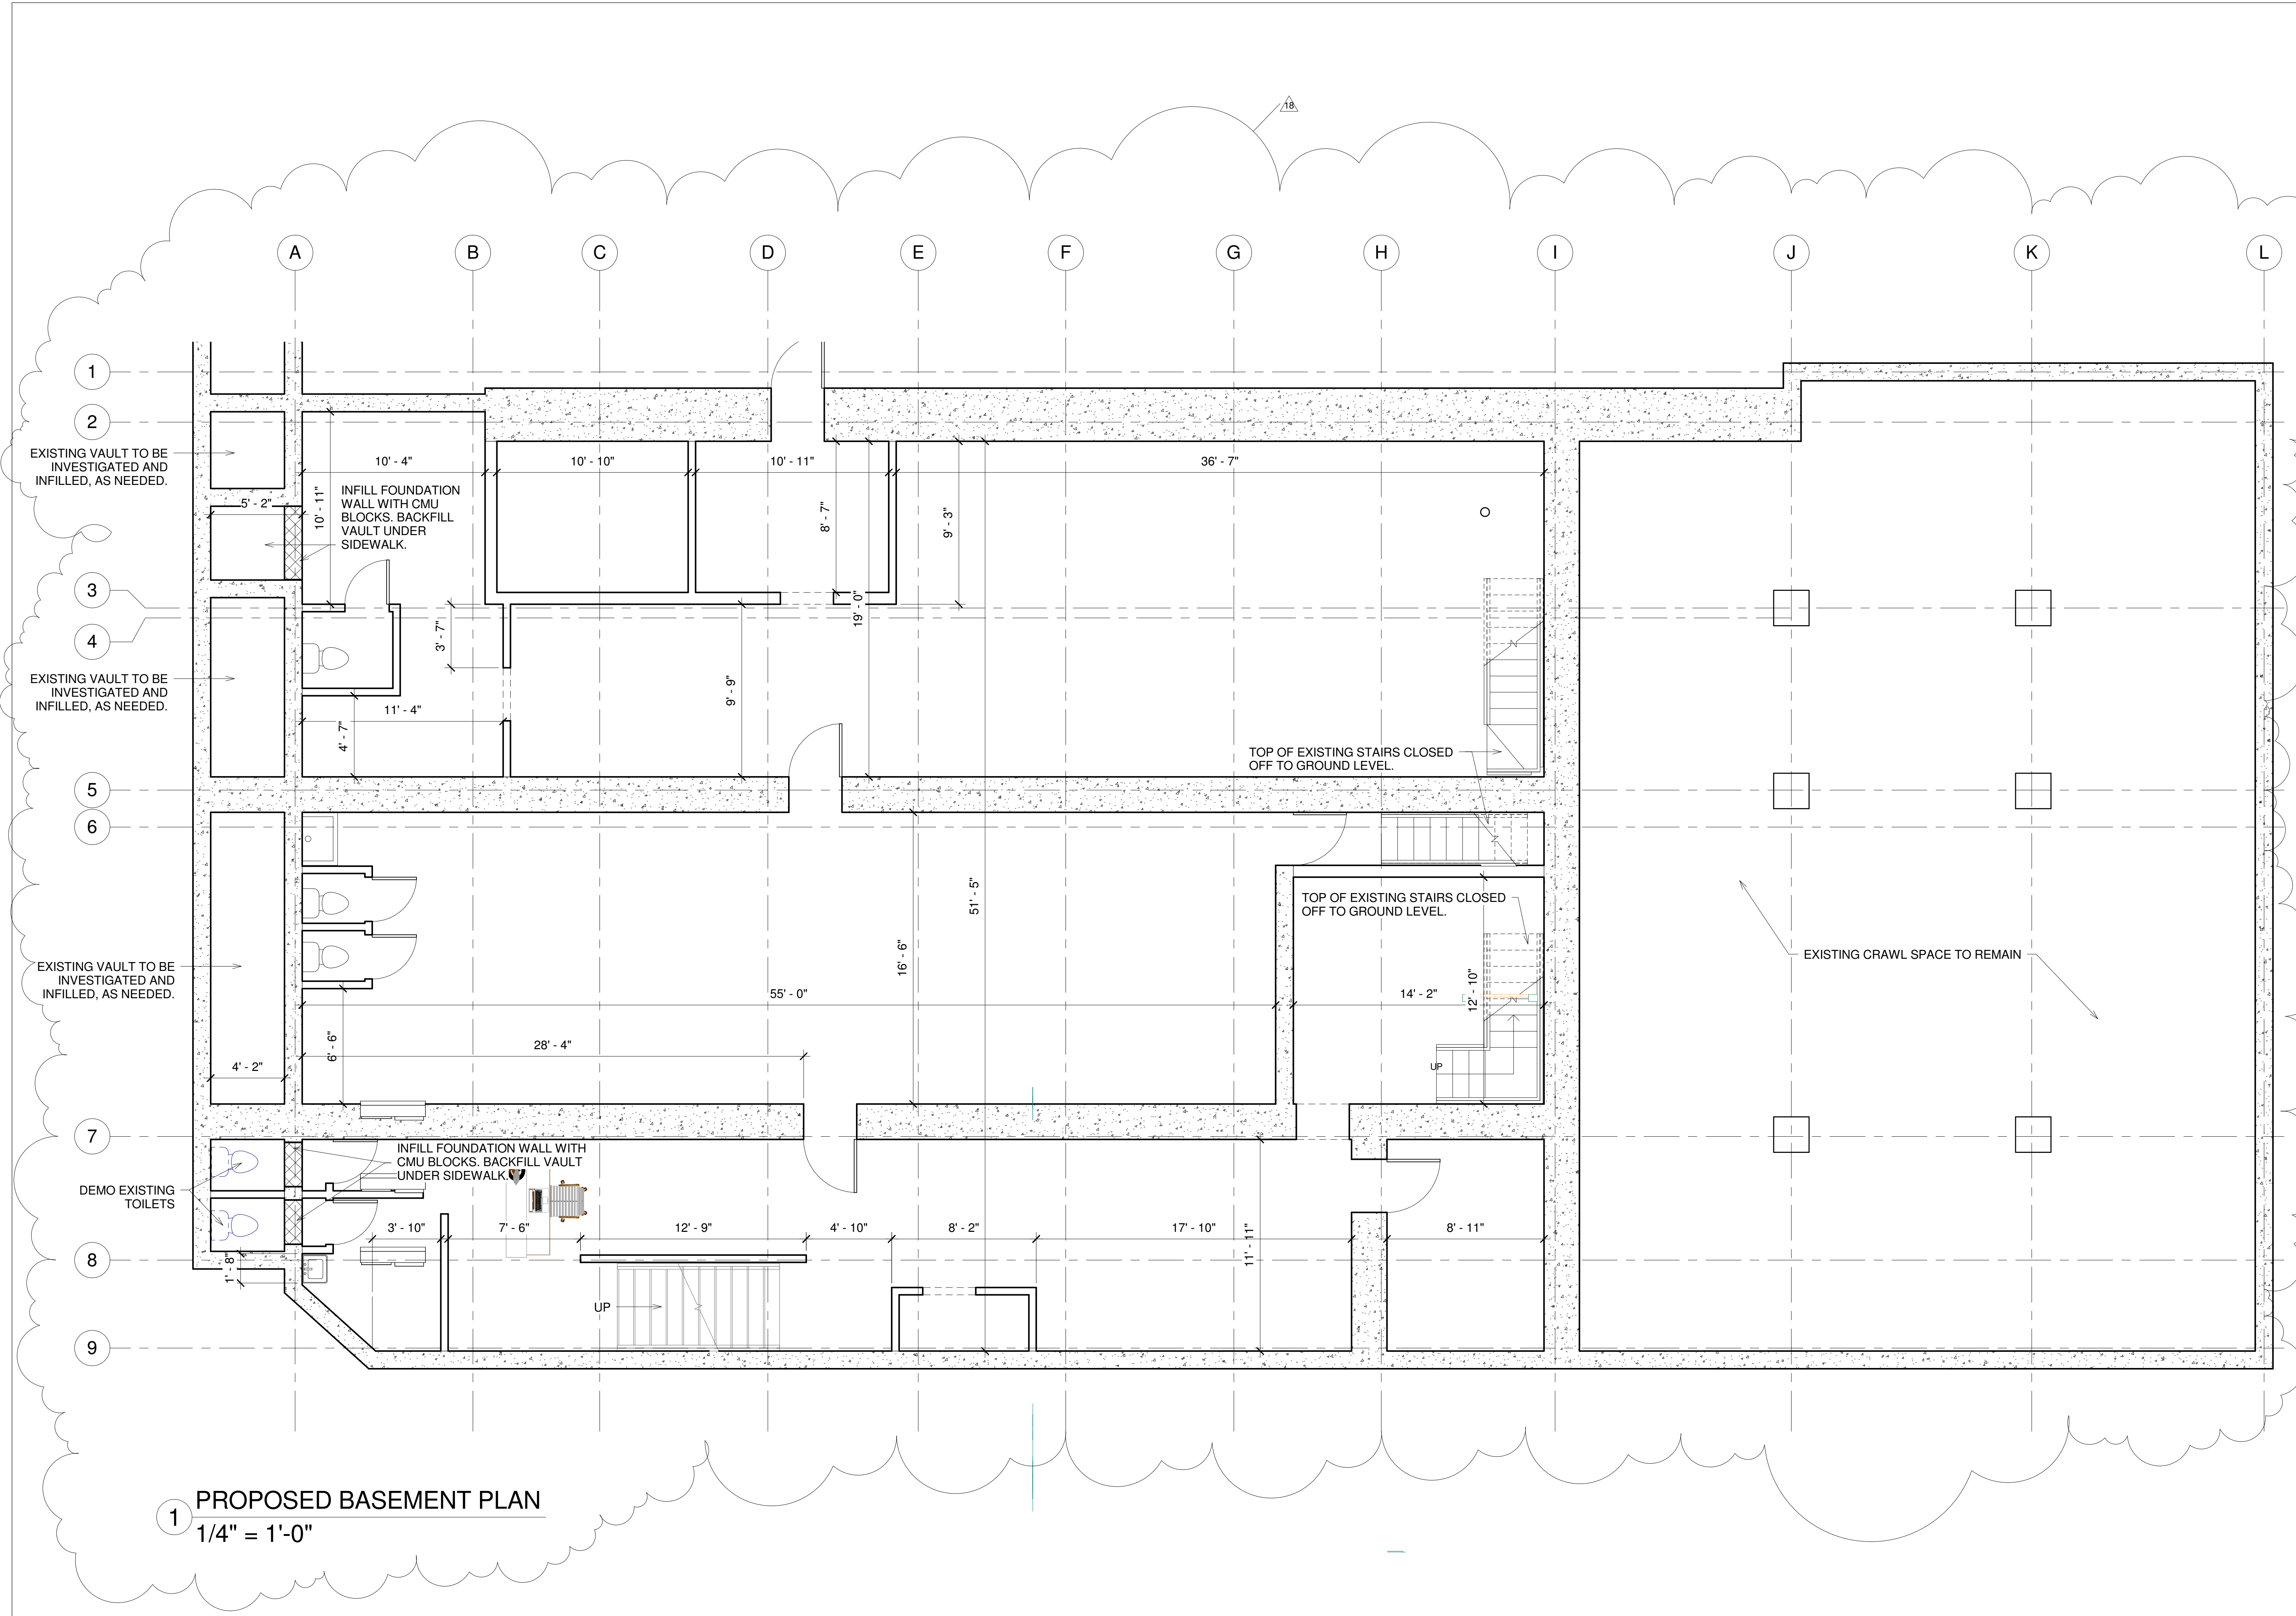 18
A B C D E F G H I J K L
1
2
EXISTING VAULT TO BE
INVESTIGATED AND
INFILLED, AS NEEDED.
10' - 4"
10' - 10"
10' - 11"
36' - 7"
5' - 2"
10' - 11"
INFILL FOUNDATION
WALL WITH CMU
BLOCKS. BACKFILL
VAULT UNDER
SIDEWALK.
8' - 7"
9' - 3"
3
4
3' - 7"
19' - 0"
EXISTING VAULT TO BE
INVESTIGATED AND
INFILLED, AS NEEDED.
11' - 4"
4' - 7"
9' - 9"
TOP OF EXISTING STAIRS CLOSED
OFF TO GROUND LEVEL.
5
6
51' - 5"
16' - 6"
TOP OF EXISTING STAIRS CLOSED
OFF TO GROUND LEVEL.
EXISTING CRAWL SPACE TO REMAIN
EXISTING VAULT TO BE
INVESTIGATED AND
INFILLED, AS NEEDED.
55' - 0"
14' - 2"
12' - 10"
28' - 4"
6' - 6"
4' - 2"
UP
7
INFILL FOUNDATION WALL WITH
CMU BLOCKS. BACKFILL VAULT
UNDER SIDEWALK.
DEMO EXISTING
TOILETS
3' - 10"
7' - 6"
12' - 9"
4' - 10"
8' - 2"
17' - 10"
11' - 11"
8' - 11"
8
1' - 8"
UP
9
1
PROPOSED BASEMENT PLAN
1/4" = 1'-0"